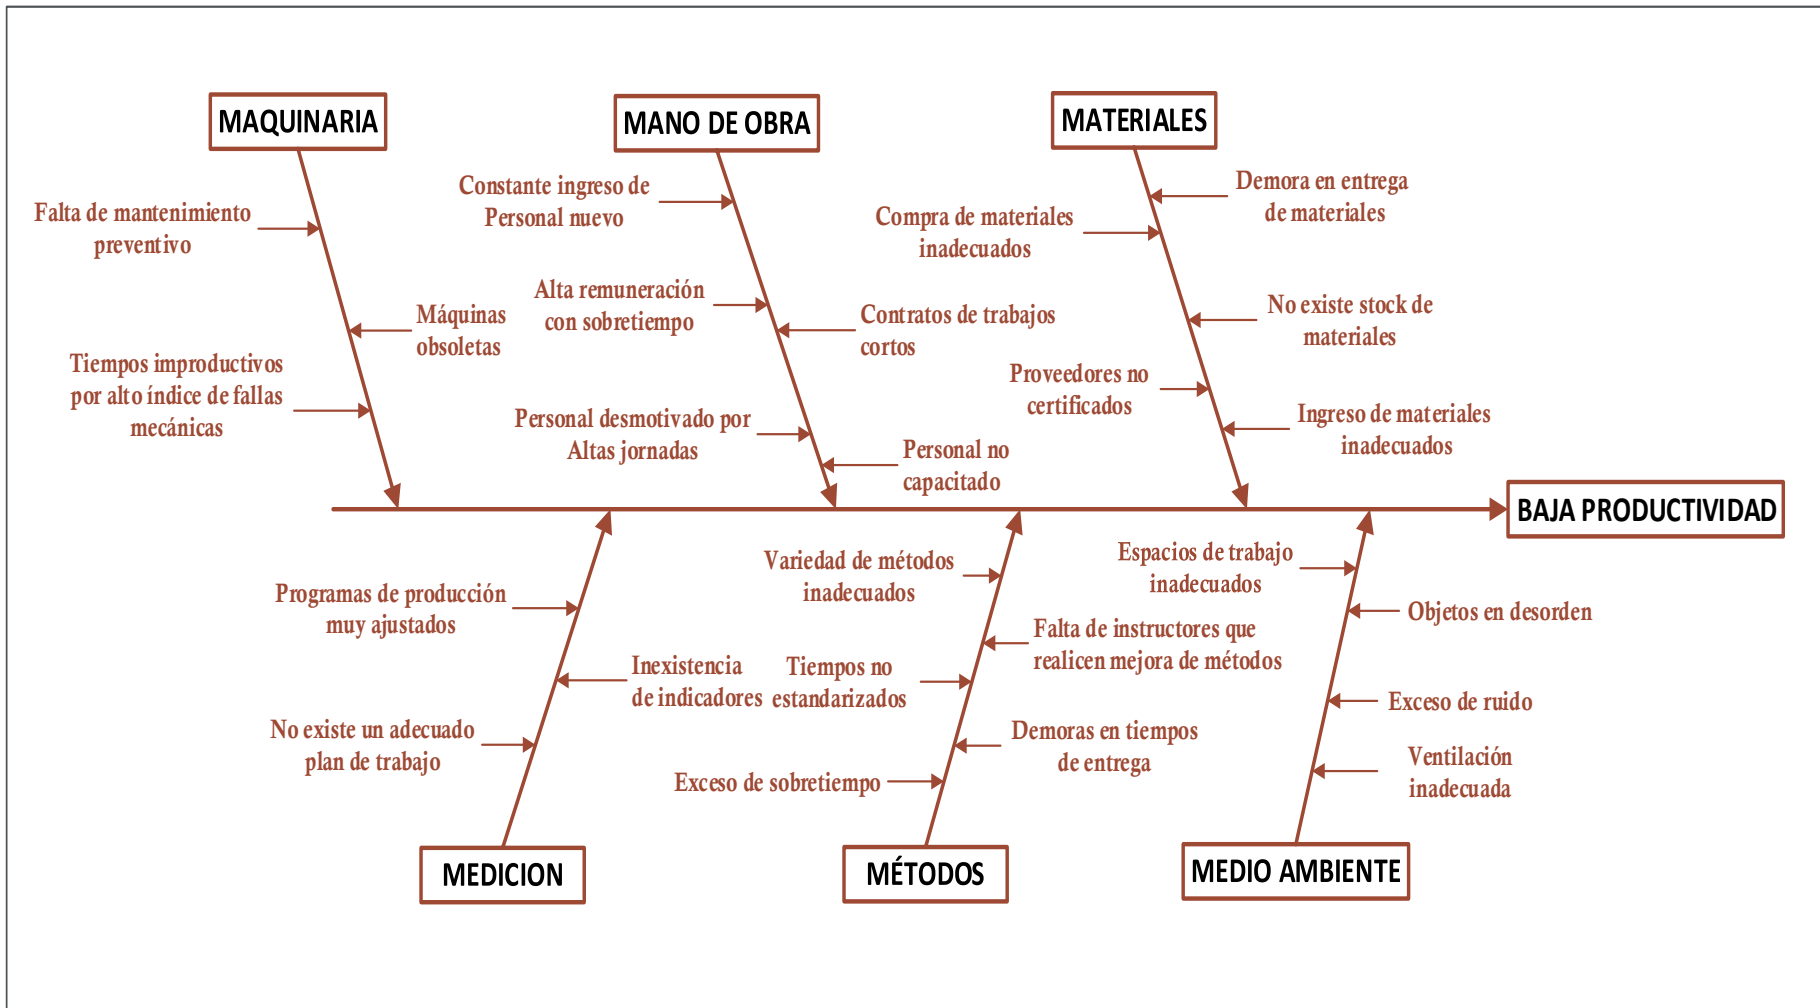 MAQUINARIA
MANO DE OBRA
MATERIALES
Falta de mantenimiento
preventivo
Máquinas
obsoletas
Tiempos improductivos
por alto índice de fallas
mecánicas
Constante ingreso de
Personal nuevo
Alta remuneración
con sobretiempo
Contratos de trabajos
cortos
Personal desmotivado por
Altas jornadas
Personal no
capacitado
Demora en entrega
de materiales
Compra de materiales
inadecuados
No existe stock de
materiales
Proveedores no
certificados
Ingreso de materiales
inadecuados
BAJA PRODUCTIVIDAD
Programas de producción
muy ajustados
Inexistencia
de indicadores
No existe un adecuado
plan de trabajo
Variedad de métodos
inadecuados
Falta de instructores que
realicen mejora de métodos
Tiempos no
estandarizados
Demoras en tiempos
de entrega
Exceso de sobretiempo
Espacios de trabajo
inadecuados
Objetos en desorden
Exceso de ruido
Ventilación
inadecuada
MEDICION
MÉTODOS
MEDIO AMBIENTE